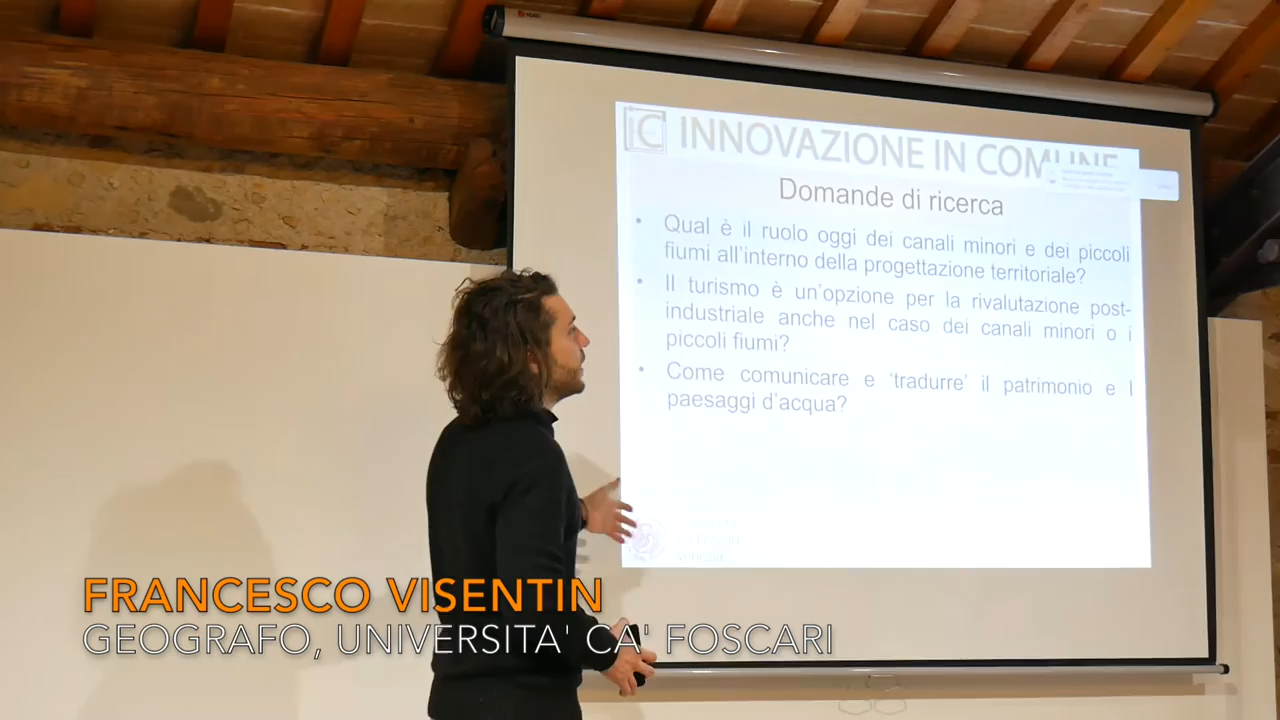 iC INNOVAZIONE IN COMUNE
Domande di ricerca
• Qual è il ruolo oggi dei canali minori e dei piccoli
fiumi all'interno della progettazione territoriale?
• Il turismo è un'opzione per la rivalutazione post-
industriale anche nel caso dei canali minori o i
piccoli fiumi?
• Come comunicare e 'tradurre' il patrimonio e I
paesaggi d'acqua?
FRANCESCO VISENTIN
GEOGRAFO, UNIVERSITA' CA' FOSCARI